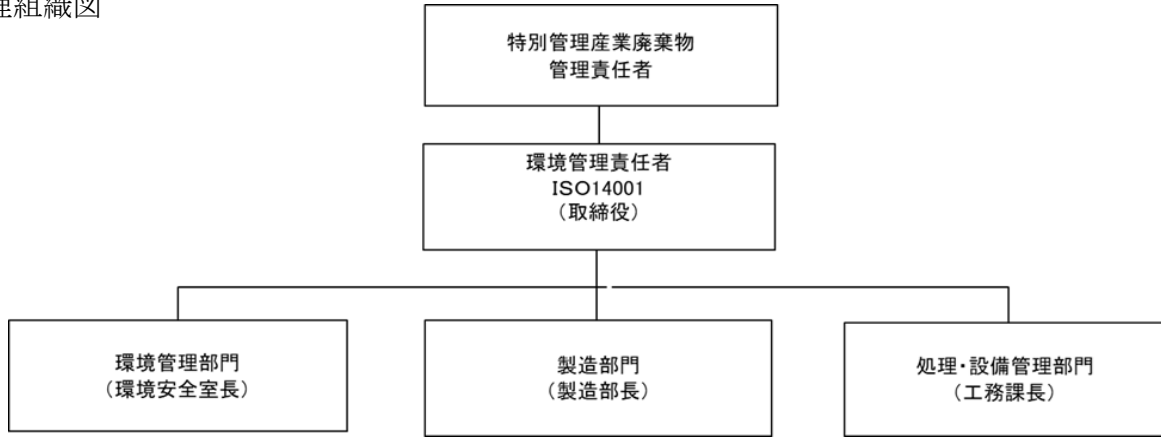 理組織図
特別管理産業廃棄物
管理責任者
環境管理責任者
ISO14001
（取締役）
環境管理部門
（環境安全室長）
製造部門
（製造部長）
処理・設備管理部門
（工務課長）